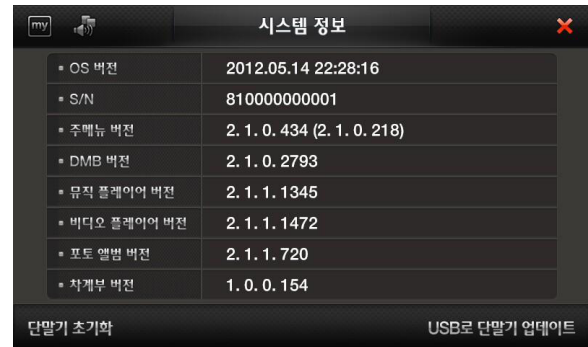 my 시스템 정보
OS 버전 2012.05.14 22:28:16
S/N 810000000001
주메뉴 버전 2. 1. 0. 434 (2. 1. 0. 218)
DMB 버전 2. 1. 0. 2793
뮤직 플레이어 버전 2. 1. 1. 1345
비디오 플레이어 버전 2. 1. 1. 1472
포토 앨범 버전 2. 1. 1. 720
차계부 버전 1. 0. 0. 154
단말기 초기화 USB로 단말기 업데이트